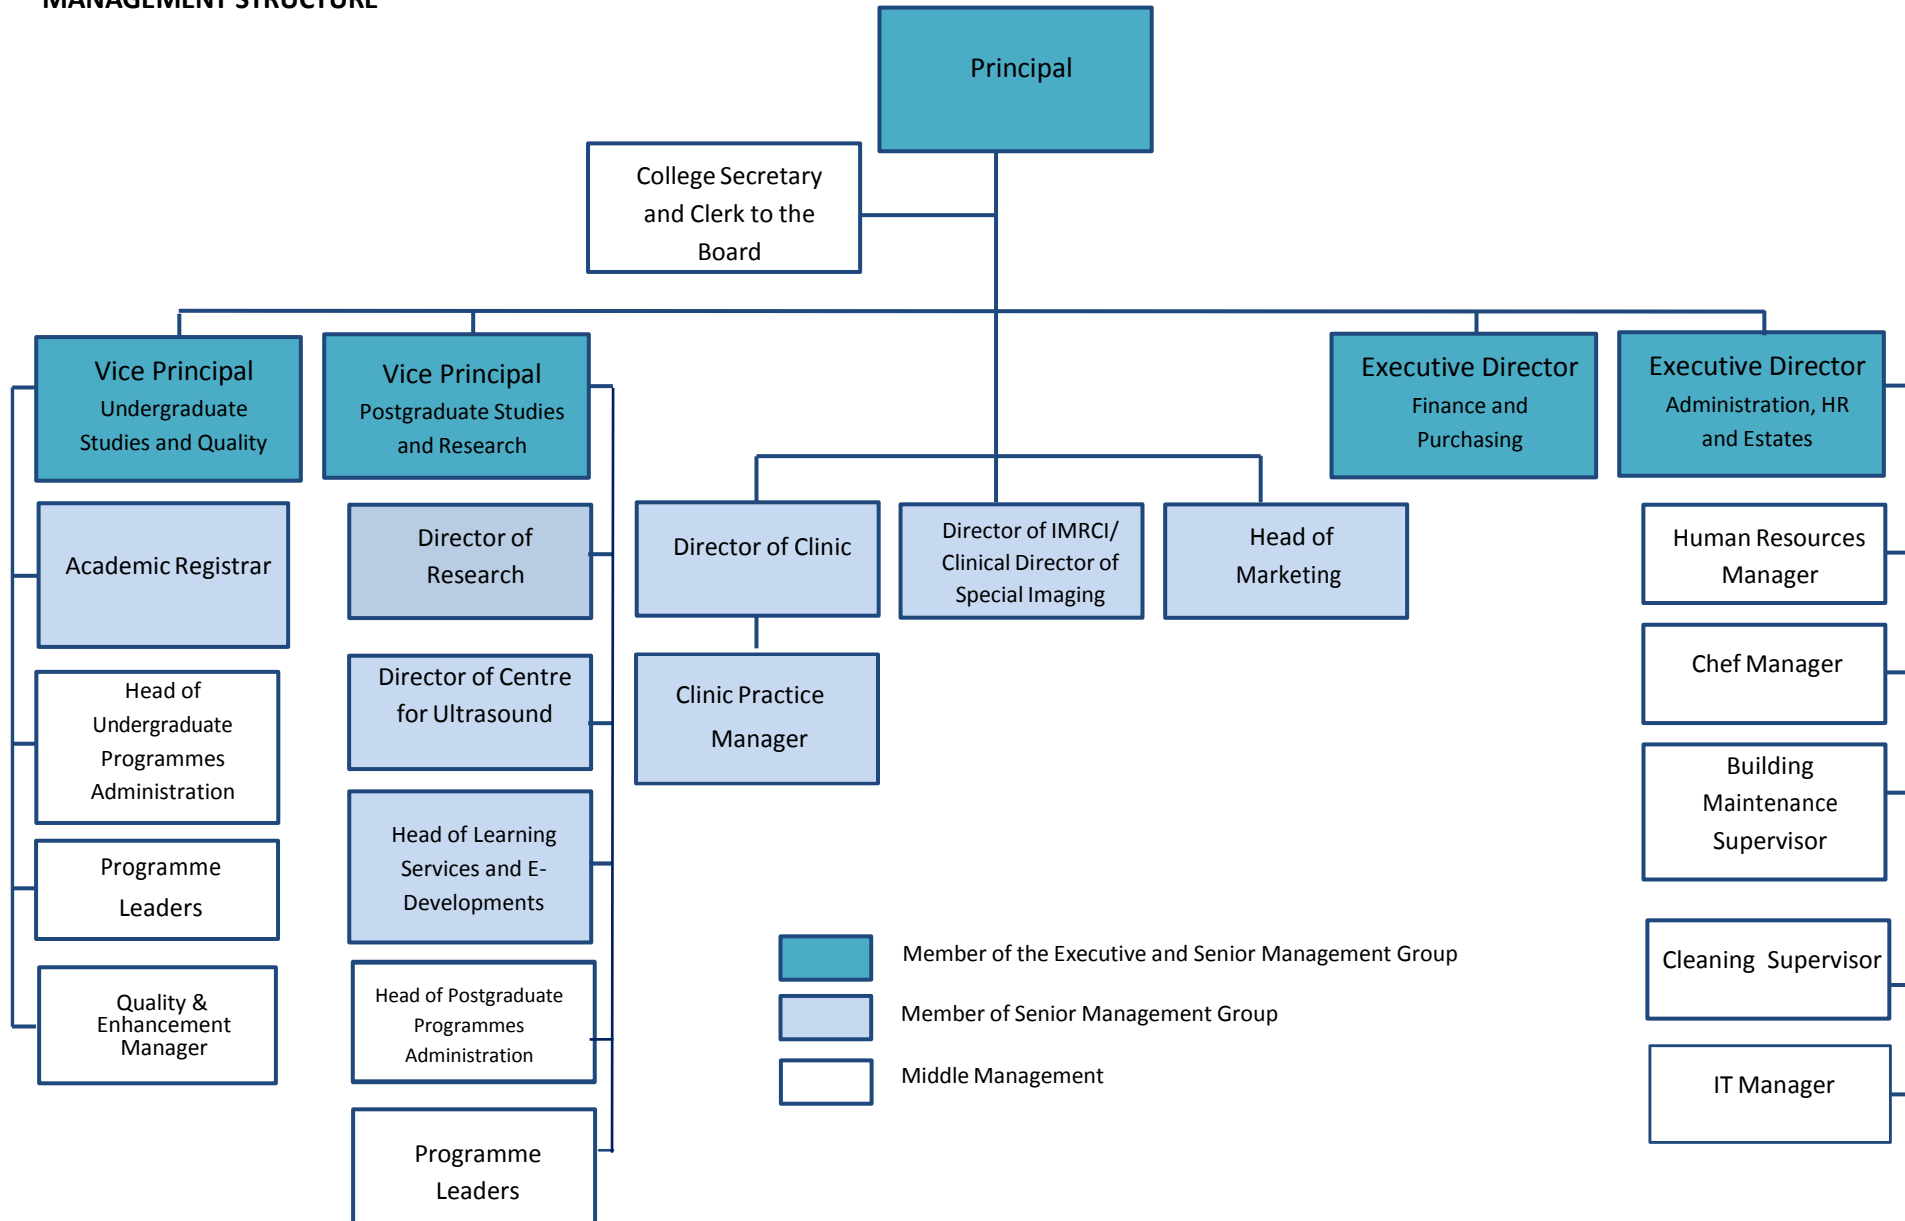 MANAGEMENT STRUCTURE
Principal
College Secretary
and Clerk to the
Board
Vice Principal
Undergraduate
Studies and Quality
Vice Principal
Postgraduate Studies
and Research
Executive Director
Finance and
Purchasing
Executive Director
Administration, HR
and Estates
Academic Registrar
Director of
Research
Director of Clinic
Director of IMRCI/
Clinical Director of
Special Imaging
Head of
Marketing
Human Resources
Manager
Head of
Undergraduate
Programmes
Administration
Director of Centre
for Ultrasound
Clinic Practice
Manager
Chef Manager
Building
Maintenance
Supervisor
Programme
Leaders
Head of Learning
Services and E-
Developments
Cleaning Supervisor
Quality &
Enhancement
Manager
Head of Postgraduate
Programmes
Administration
IT Manager
Programme
Leaders
Member of the Executive and Senior Management Group
Member of Senior Management Group
Middle Management